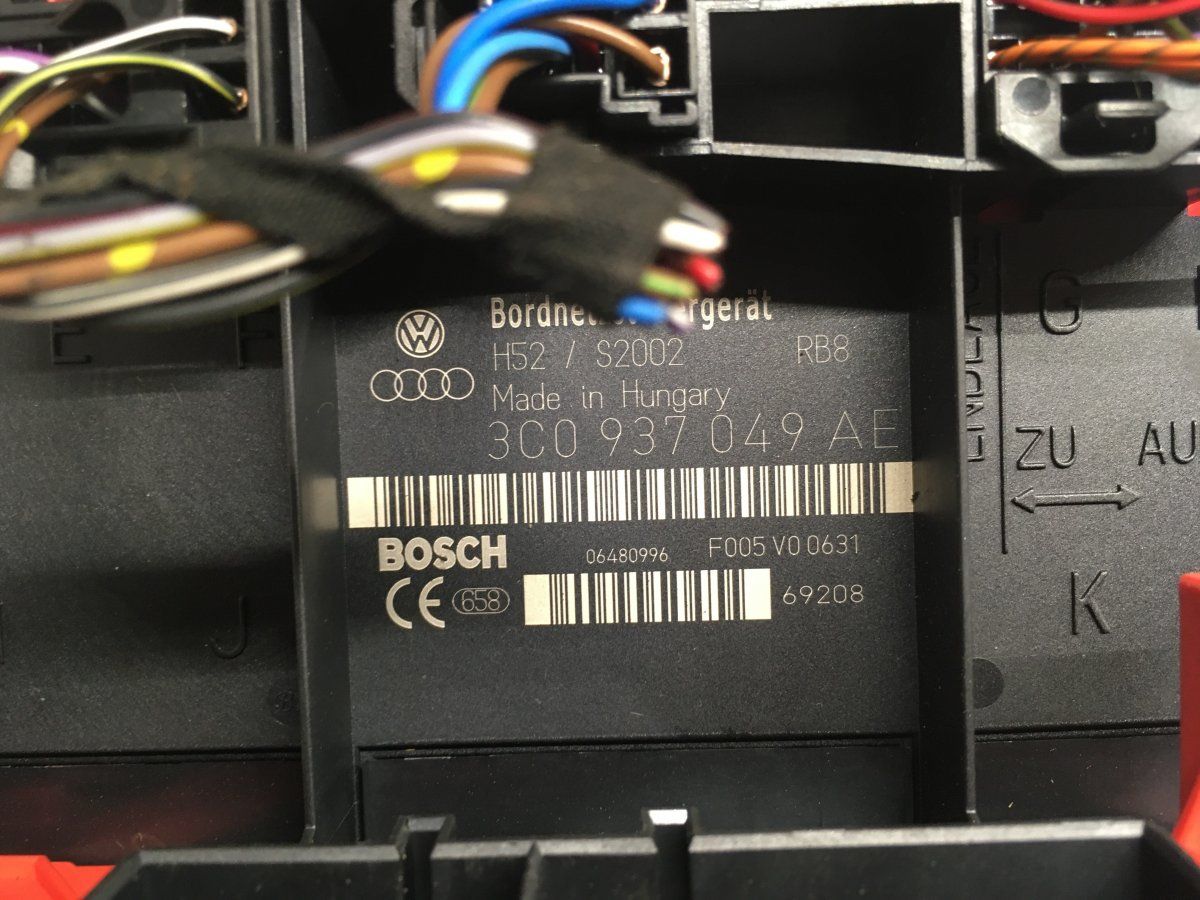 H52 / S2002 RB8
Made in Hungary
3C0 937 049 AE
BOSCH 06480996 F005 V0 0631
CE 658 69208
G
ZU AU
K
J